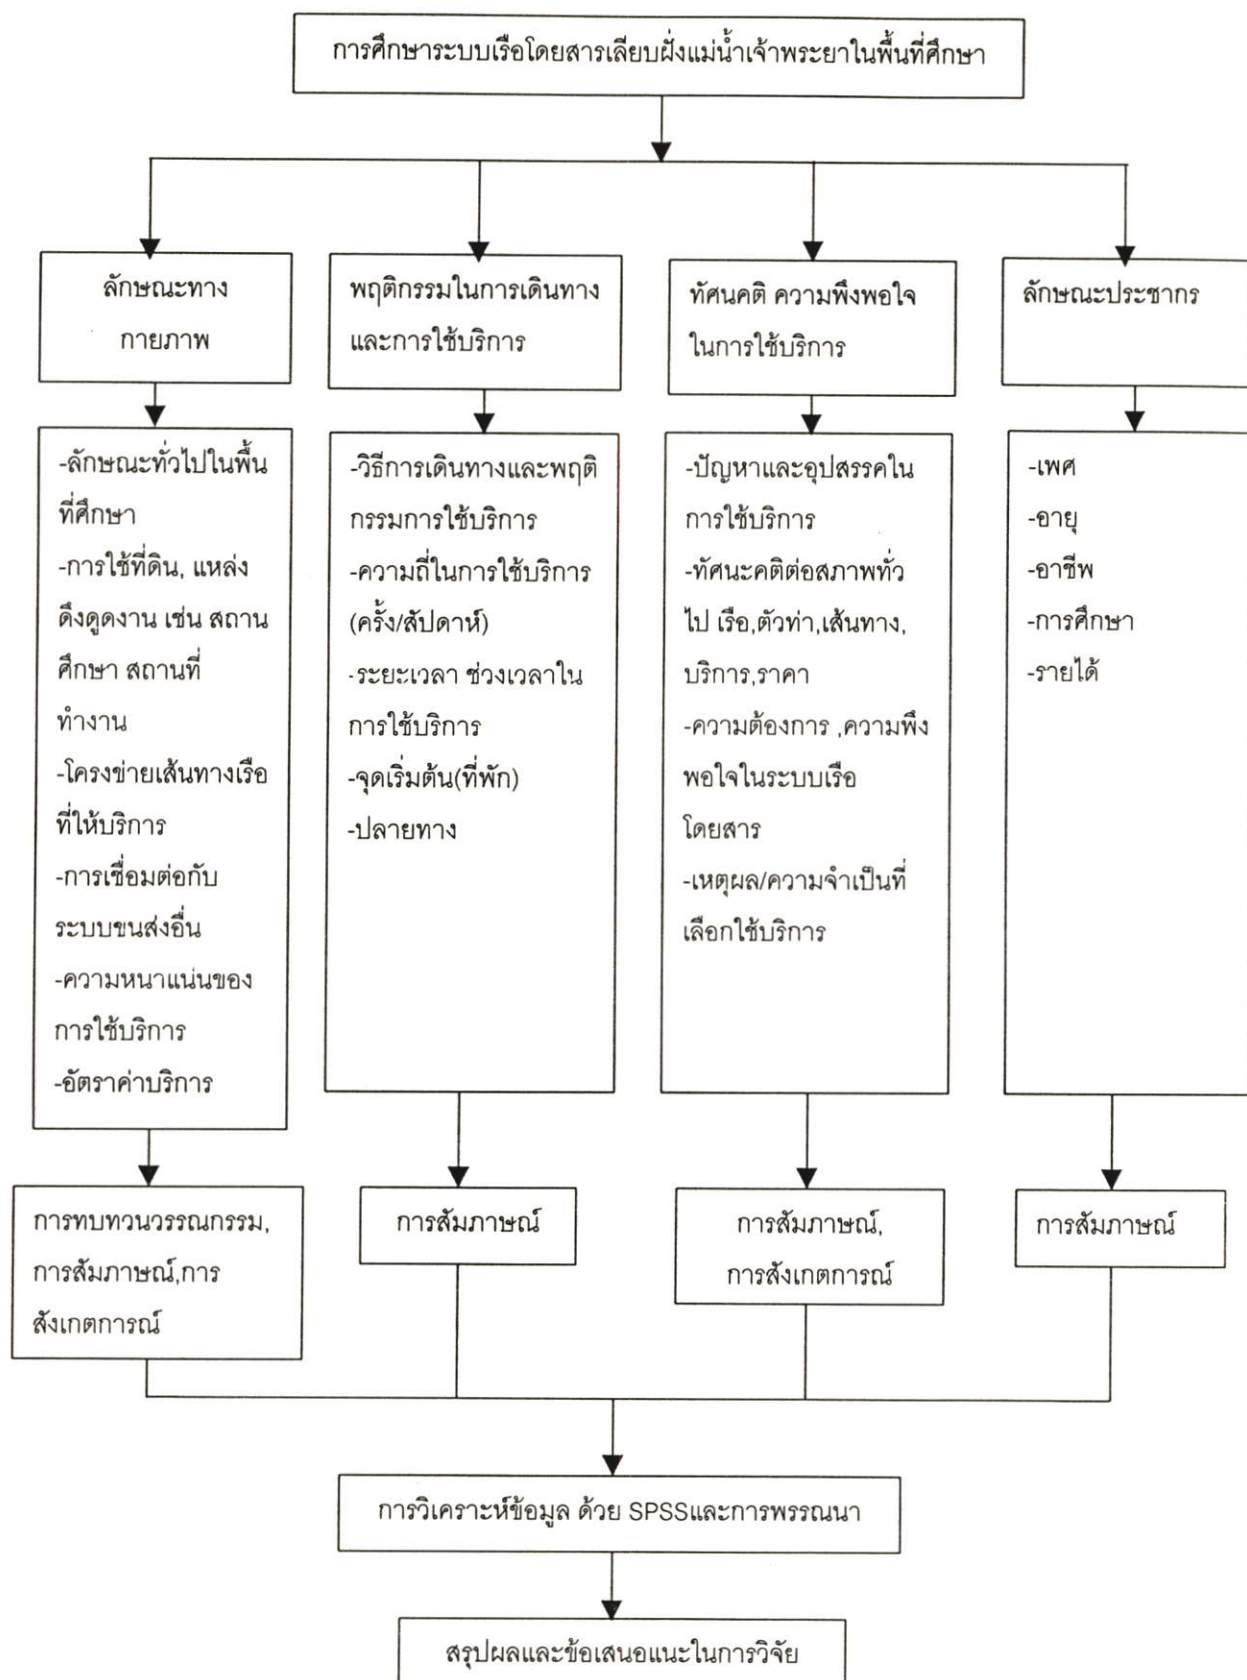 การศึกษาระบบเรือโดยสารเลียบฝั่งแม่น้ำเจ้าพระยาในพื้นที่ศึกษา
ลักษณะทาง
กายภาพ
พฤติกรรมในการเดินทาง
และการใช้บริการ
ทัศนคติ ความพึงพอใจ
ในการใช้บริการ
ลักษณะประชากร
-ลักษณะทั่วไปในพื้น
ที่ศึกษา
-การใช้ที่ดิน, แหล่ง
ดึงดูดงาน เช่น สถาน
ศึกษา สถานที่
ทำงาน
-โครงข่ายเส้นทางเรือ
ที่ให้บริการ
-การเชื่อมต่อกับ
ระบบขนส่งอื่น
-ความหนาแน่นของ
การใช้บริการ
-อัตราค่าบริการ
-วิธีการเดินทางและพฤติ
กรรมการใช้บริการ
-ความถี่ในการใช้บริการ
(ครั้ง/สัปดาห์)
-ระยะเวลา ช่วงเวลาใน
การใช้บริการ
-จุดเริ่มต้น(ที่พัก)
-ปลายทาง
-ปัญหาและอุปสรรคใน
การใช้บริการ
-ทัศนะคติต่อสภาพทั่ว
ไป เรือ,ตัวท่า,เส้นทาง,
บริการ,ราคา
-ความต้องการ ,ความพึง
พอใจในระบบเรือ
โดยสาร
-เหตุผล/ความจำเป็นที่
เลือกใช้บริการ
-เพศ
-อายุ
-อาชีพ
-การศึกษา
-รายได้
การทบทวนวรรณกรรม,
การสัมภาษณ์,การ
สังเกตการณ์
การสัมภาษณ์
การสัมภาษณ์,
การสังเกตการณ์
การสัมภาษณ์
การวิเคราะห์ข้อมูล ด้วย SPSSและการพรรณนา
สรุปผลและข้อเสนอแนะในการวิจัย